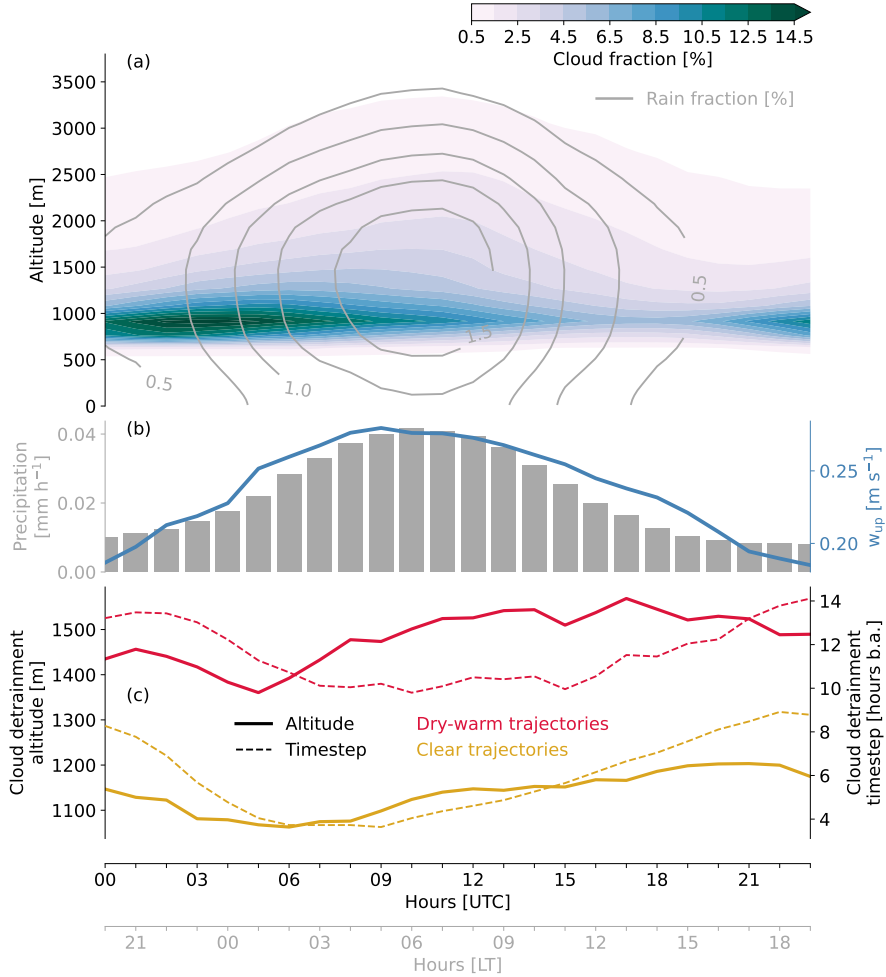 0.5 2.5 4.5 6.5 8.5 10.5 12.5 14.5
Cloud fraction [%]
(a)
Rain fraction [%]
3500
3000
2500
2000
1500
1000
500
0
Altitude [m]
0.5
1.0
1.5
0.5
(b)
0.04
0.02
0.00
Precipitation
[mm h⁻¹]
0.25
0.20
w_up [m s⁻¹]
1500
1400
1300
1200
1100
Cloud detrainment
altitude [m]
(c)
Altitude
Timestep
Dry-warm trajectories
Clear trajectories
14
12
10
8
6
4
Cloud detrainment
timestep [hours b.a.]
00 03 06 09 12 15 18 21
Hours [UTC]
21 00 03 06 09 12 15 18
Hours [LT]